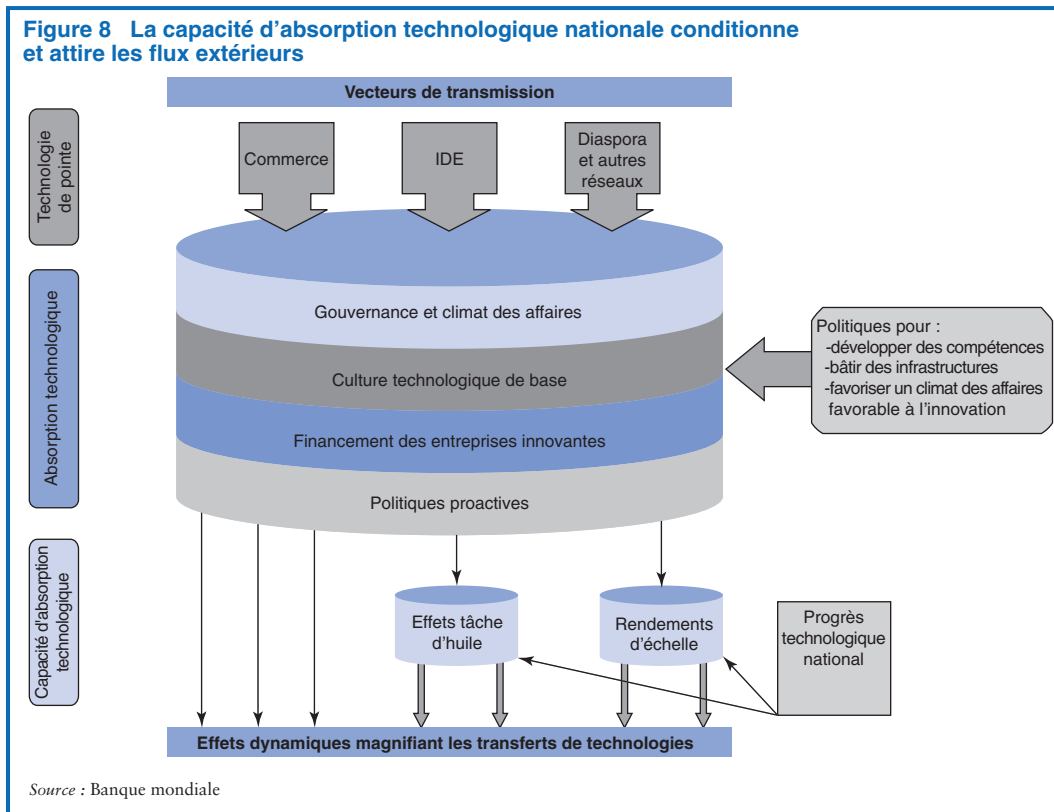 Figure 8 La capacité d’absorption technologique nationale conditionne
et attire les flux extérieurs
Vecteurs de transmission
Technologie
de pointe
Commerce
IDE
Diaspora
et autres
réseaux
Absorption technologique
Gouvernance et climat des affaires
Culture technologique de base
Financement des entreprises innovantes
Politiques proactives
Politiques pour :
-développer des compétences
-bâtir des infrastructures
-favoriser un climat des affaires
favorable à l’innovation
Capacité d'absorption
technologique
Effets tâche
d’huile
Rendements
d’échelle
Progrès
technologique
national
Effets dynamiques magnifiant les transferts de technologies
Source : Banque mondiale